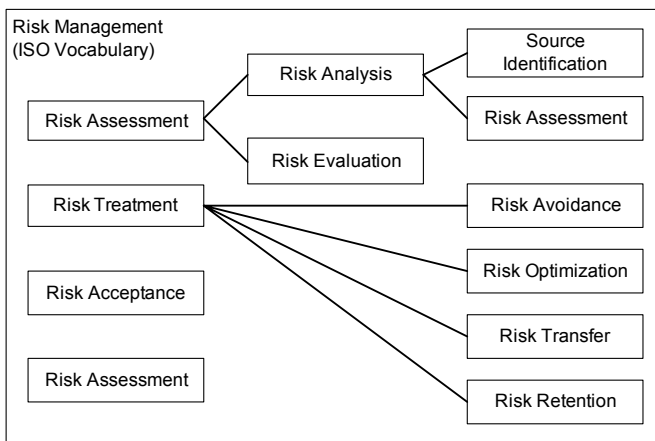 Risk Management
(ISO Vocabulary)
Source
Identification
Risk Analysis
Risk Assessment
Risk Assessment
Risk Evaluation
Risk Treatment
Risk Avoidance
Risk Optimization
Risk Acceptance
Risk Transfer
Risk Assessment
Risk Retention